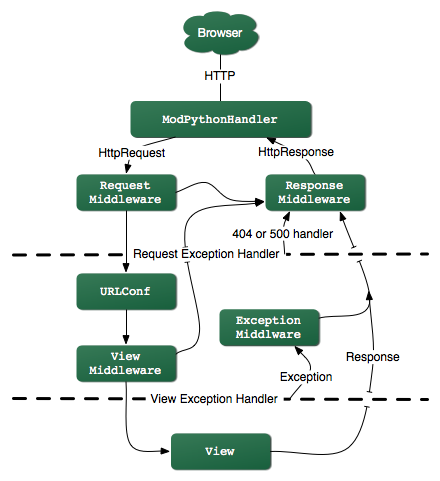 Browser
HTTP
ModPythonHandler
HttpRequest
HttpResponse
Request
Middleware
Response
Middleware
404 or 500 handler
Request Exception Handler
URLConf
Exception
Middlware
View
Middleware
Response
Exception
View Exception Handler
View